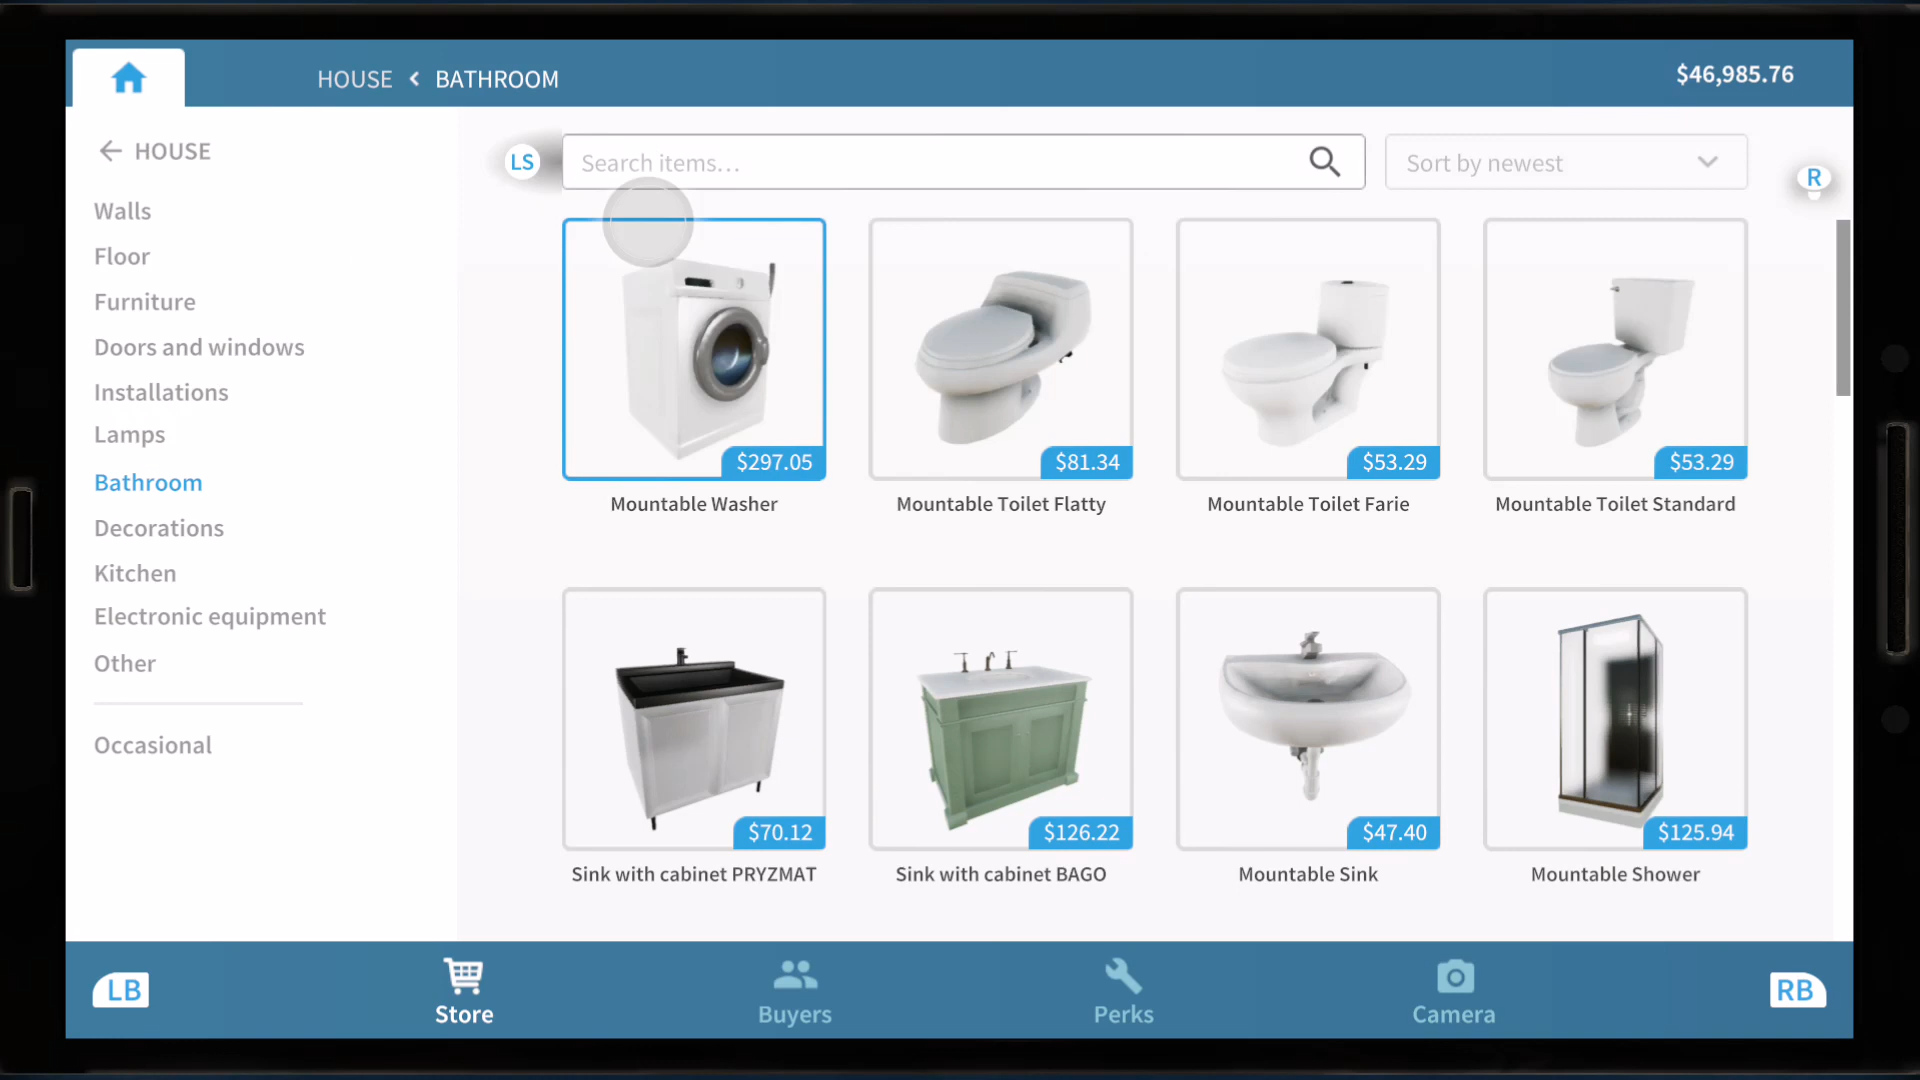 HOUSE < BATHROOM
$46,985.76
HOUSE
Walls
Floor
Furniture
Doors and windows
Installations
Lamps
Bathroom
Decorations
Kitchen
Electronic equipment
Other
Occasional
LS
Search items...
Sort by newest
R
$297.05
$81.34
$53.29
$53.29
Mountable Washer
Mountable Toilet Flatty
Mountable Toilet Farie
Mountable Toilet Standard
$70.12
$126.22
$47.40
$125.94
Sink with cabinet PRYZMAT
Sink with cabinet BAGO
Mountable Sink
Mountable Shower
LB
Store
Buyers
Perks
Camera
RB